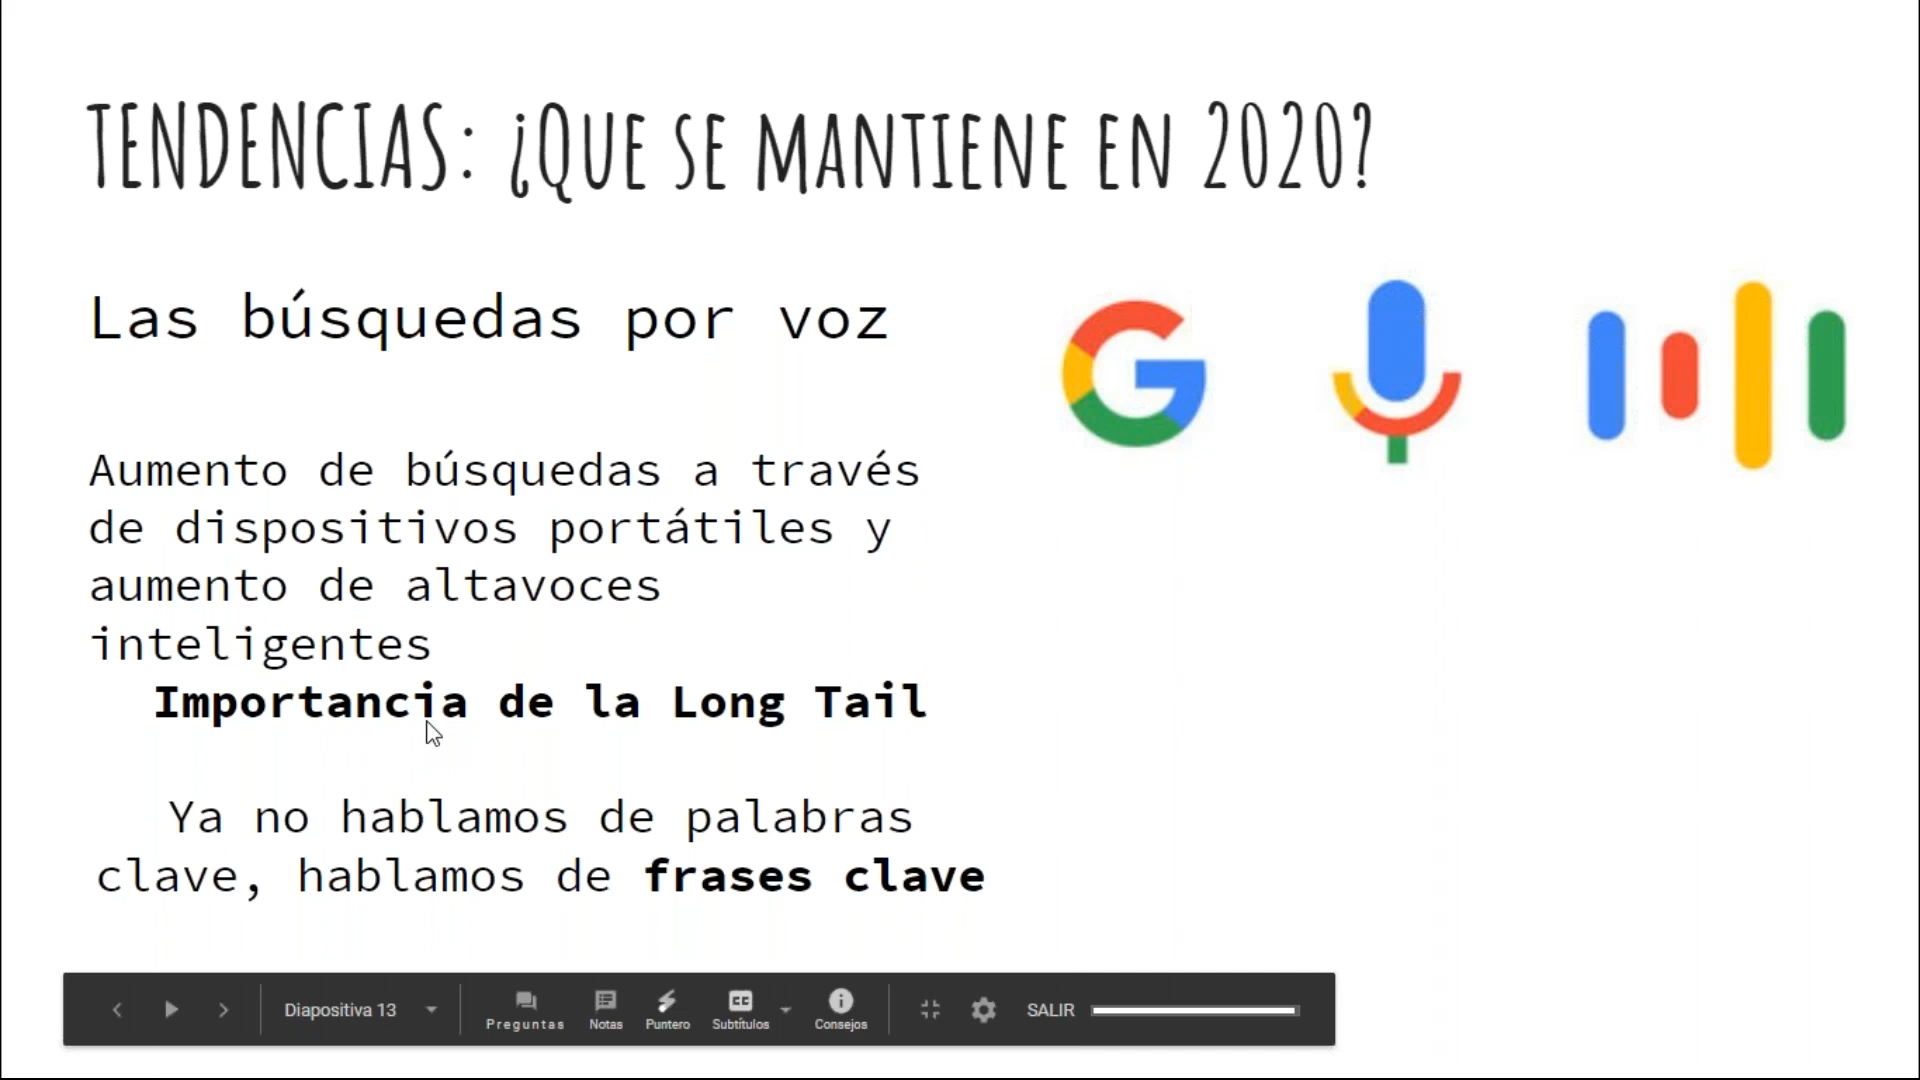 TENDENCIAS: ¿QUE SE MANTIENE EN 2020?
Las búsquedas por voz
Aumento de búsquedas a través
de dispositivos portátiles y
aumento de altavoces
inteligentes
Importancia de la Long Tail
Ya no hablamos de palabras
clave, hablamos de frases clave
Diapositiva 13
Preguntas
Notas
Puntero
CC
Subtítulos
Consejos
SALIR